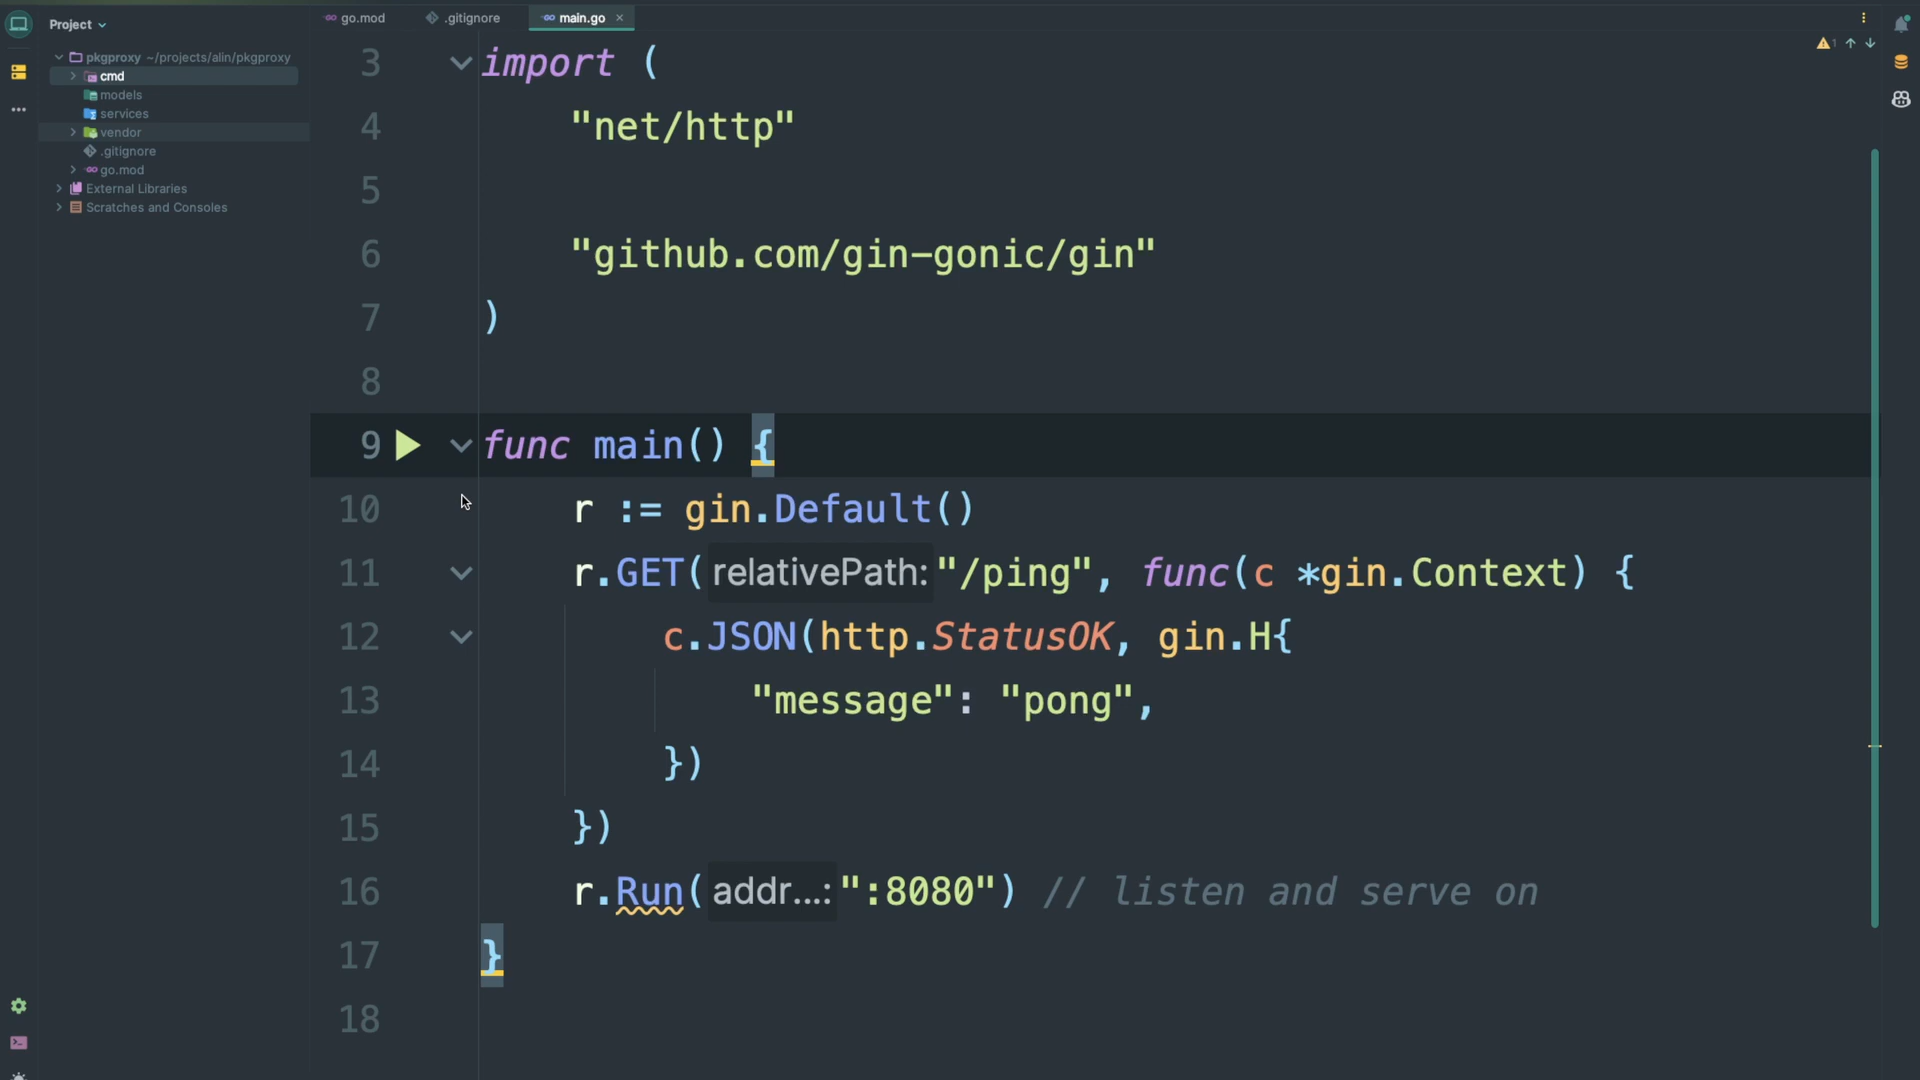 Project
go.mod
.gitignore
main.go
1
pkgproxy ~/projects/alin/pkgproxy
cmd
models
services
vendor
.gitignore
go.mod
External Libraries
Scratches and Consoles
3 import (
4 "net/http"
5
6 "github.com/gin-gonic/gin"
7 )
8
9 func main() {
10 r := gin.Default()
11 r.GET( relativePath: "/ping", func(c *gin.Context) {
12 c.JSON(http.StatusOK, gin.H{
13 "message": "pong",
14 })
15 })
16 r.Run( addr...: ":8080") // listen and serve on
17 }
18